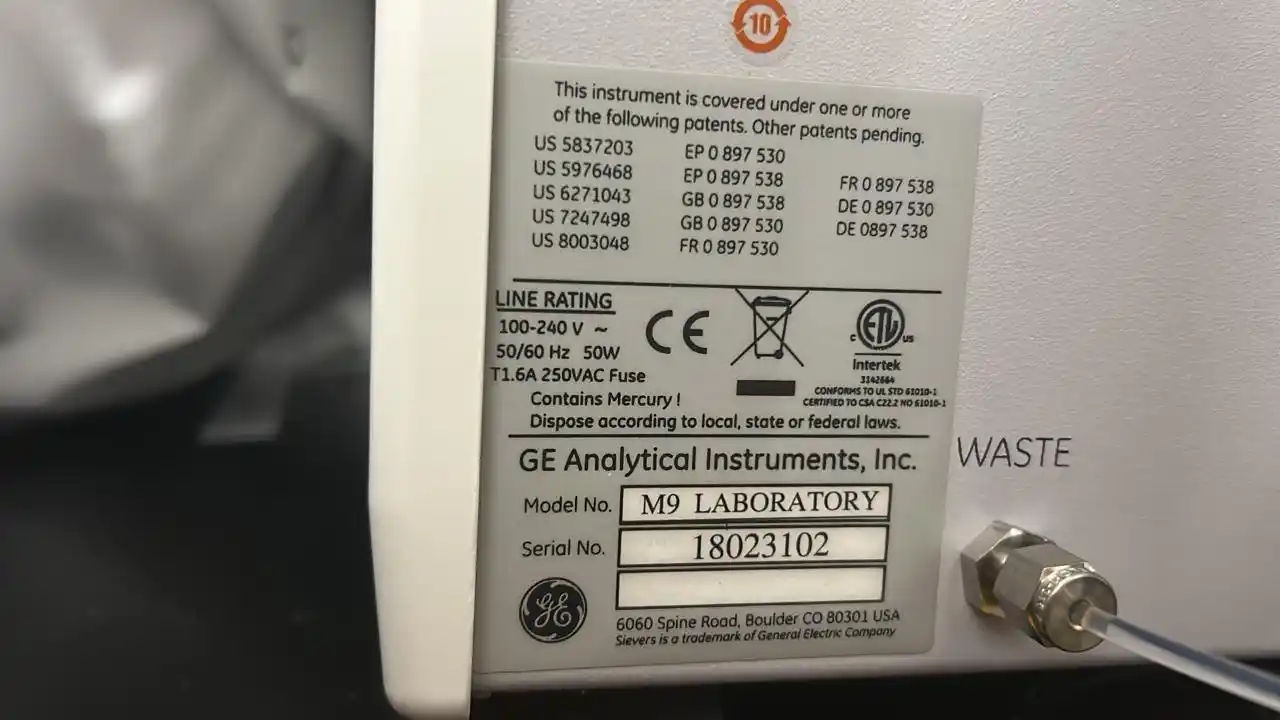 10
This instrument is covered under one or more
of the following patents. Other patents pending.
US 5837203 EP 0 897 530
US 5976468 EP 0 897 538 FR 0 897 538
US 6271043 GB 0 897 538 DE 0 897 530
US 7247498 GB 0 897 530 DE 0897 538
US 8003048 FR 0 897 530
LINE RATING
100-240 V ~
50/60 Hz 50W
T1.6A 250VAC Fuse
CE
ETL
C US
Intertek
3142664
CONFORMS TO UL STD 61010-1
CERTIFIED TO CSA C22.2 NO 61010-1
Contains Mercury !
Dispose according to local, state or federal laws.
GE Analytical Instruments, Inc.
WASTE
Model No. M9 LABORATORY
Serial No. 18023102
GE
6060 Spine Road, Boulder CO 80301 USA
Sievers is a trademark of General Electric Company